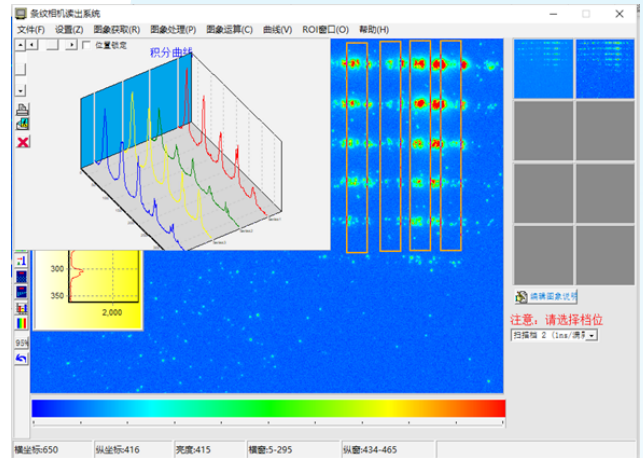 条纹相机读出系统
文件(F) 设置(Z) 图象获取(R) 图象处理(P) 图象运算(C) 曲线(V) ROI窗口(O) 帮助(H)
位置锁定
积分曲线
300
350
2,000
95%
编辑图象说明
注意：请选择档位
扫描档 2 (1ns/满屏
横坐标:650 纵坐标:416 亮度:415 横窗:5-295 纵窗:434-465